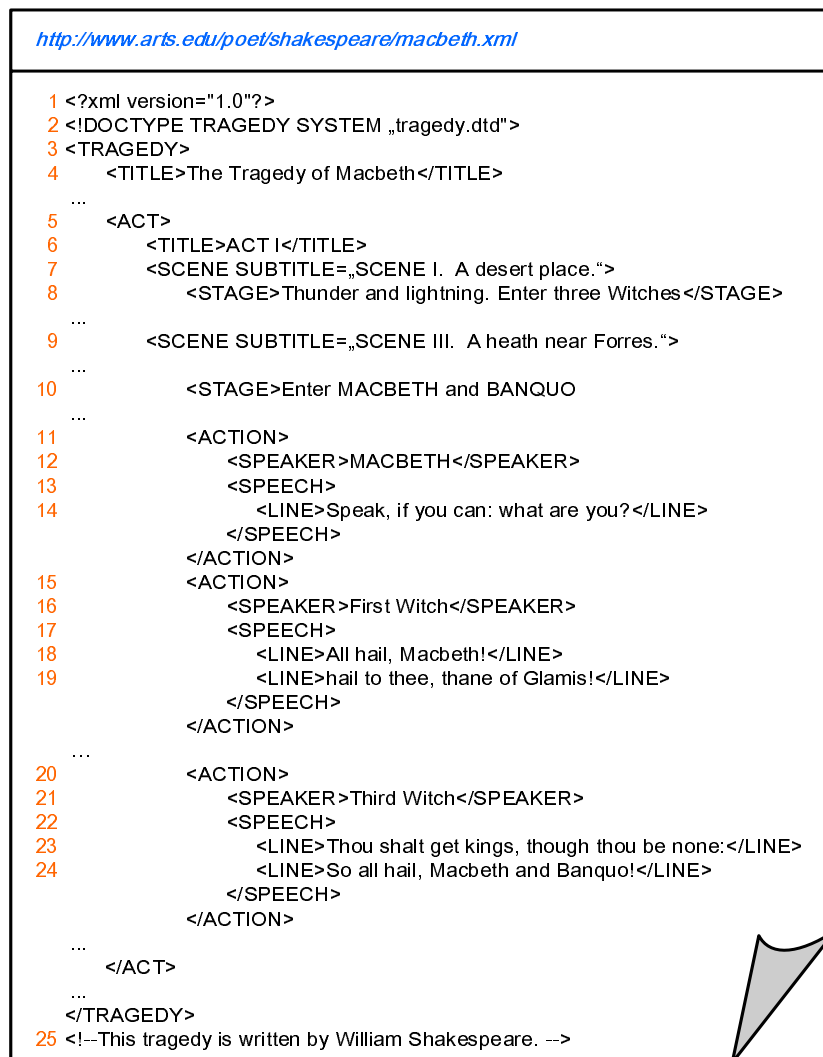 http://www.arts.edu/poet/shakespeare/macbeth.xml
1 <?xml version="1.0"?>
2 <!DOCTYPE TRAGEDY SYSTEM „tragedy.dtd">
3 <TRAGEDY>
4 <TITLE>The Tragedy of Macbeth</TITLE>
...
5 <ACT>
6 <TITLE>ACT I</TITLE>
7 <SCENE SUBTITLE=„SCENE I. A desert place.“>
8 <STAGE>Thunder and lightning. Enter three Witches</STAGE>
...
9 <SCENE SUBTITLE=„SCENE III. A heath near Forres.“>
...
10 <STAGE>Enter MACBETH and BANQUO
...
11 <ACTION>
12 <SPEAKER>MACBETH</SPEAKER>
13 <SPEECH>
14 <LINE>Speak, if you can: what are you?</LINE>
</SPEECH>
</ACTION>
15 <ACTION>
16 <SPEAKER>First Witch</SPEAKER>
17 <SPEECH>
18 <LINE>All hail, Macbeth!</LINE>
19 <LINE>hail to thee, thane of Glamis!</LINE>
</SPEECH>
</ACTION>
...
20 <ACTION>
21 <SPEAKER>Third Witch</SPEAKER>
22 <SPEECH>
23 <LINE>Thou shalt get kings, though thou be none:</LINE>
24 <LINE>So all hail, Macbeth and Banquo!</LINE>
</SPEECH>
</ACTION>
...
</ACT>
...
</TRAGEDY>
25 <!--This tragedy is written by William Shakespeare. -->